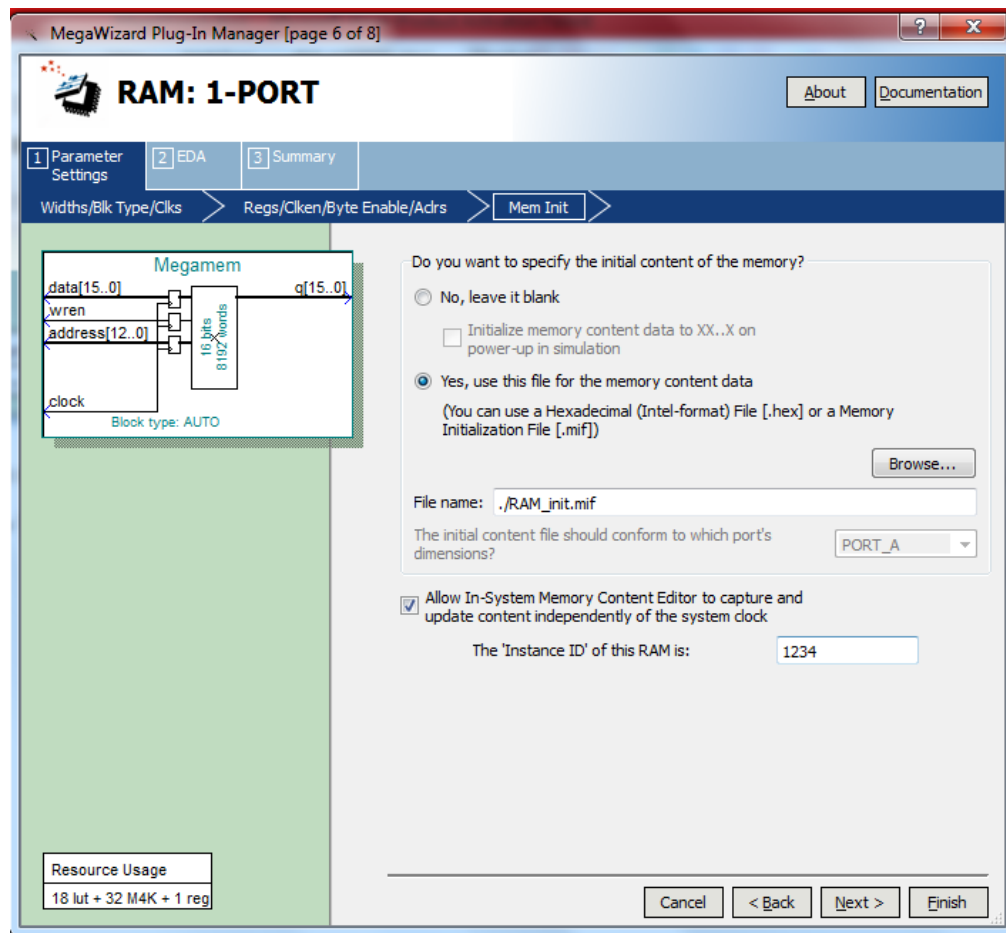 MegaWizard Plug-In Manager [page 6 of 8]
?
X
RAM: 1-PORT
About
Documentation
1 Parameter Settings
2 EDA
3 Summary
Widths/Blk Type/Clks
Regs/Clken/Byte Enable/Aclrs
Mem Init
Megamem
data[15..0]
q[15..0]
wren
address[12..0]
16 bits
8192 words
clock
Block type: AUTO
Do you want to specify the initial content of the memory?
No, leave it blank
Initialize memory content data to XX..X on
power-up in simulation
Yes, use this file for the memory content data
(You can use a Hexadecimal (Intel-format) File [.hex] or a Memory
Initialization File [.mif])
Browse...
File name: ./RAM_init.mif
The initial content file should conform to which port's
dimensions?
PORT_A
Allow In-System Memory Content Editor to capture and
update content independently of the system clock
The 'Instance ID' of this RAM is: 1234
Resource Usage
18 lut + 32 M4K + 1 reg
Cancel
< Back
Next >
Finish